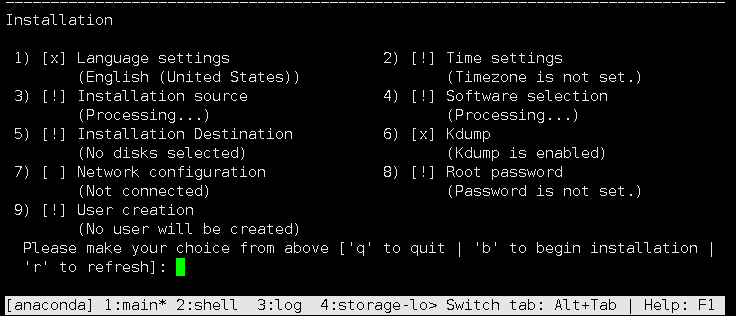 Installation
1) [x] Language settings 2) [!] Time settings
(English (United States)) (Timezone is not set.)
3) [!] Installation source 4) [!] Software selection
(Processing...) (Processing...)
5) [!] Installation Destination 6) [x] Kdump
(No disks selected) (Kdump is enabled)
7) [ ] Network configuration 8) [!] Root password
(Not connected) (Password is not set.)
9) [!] User creation
(No user will be created)
Please make your choice from above ['q' to quit | 'b' to begin installation |
'r' to refresh]:
[anaconda] 1:main* 2:shell 3:log 4:storage-lo> Switch tab: Alt+Tab | Help: F1